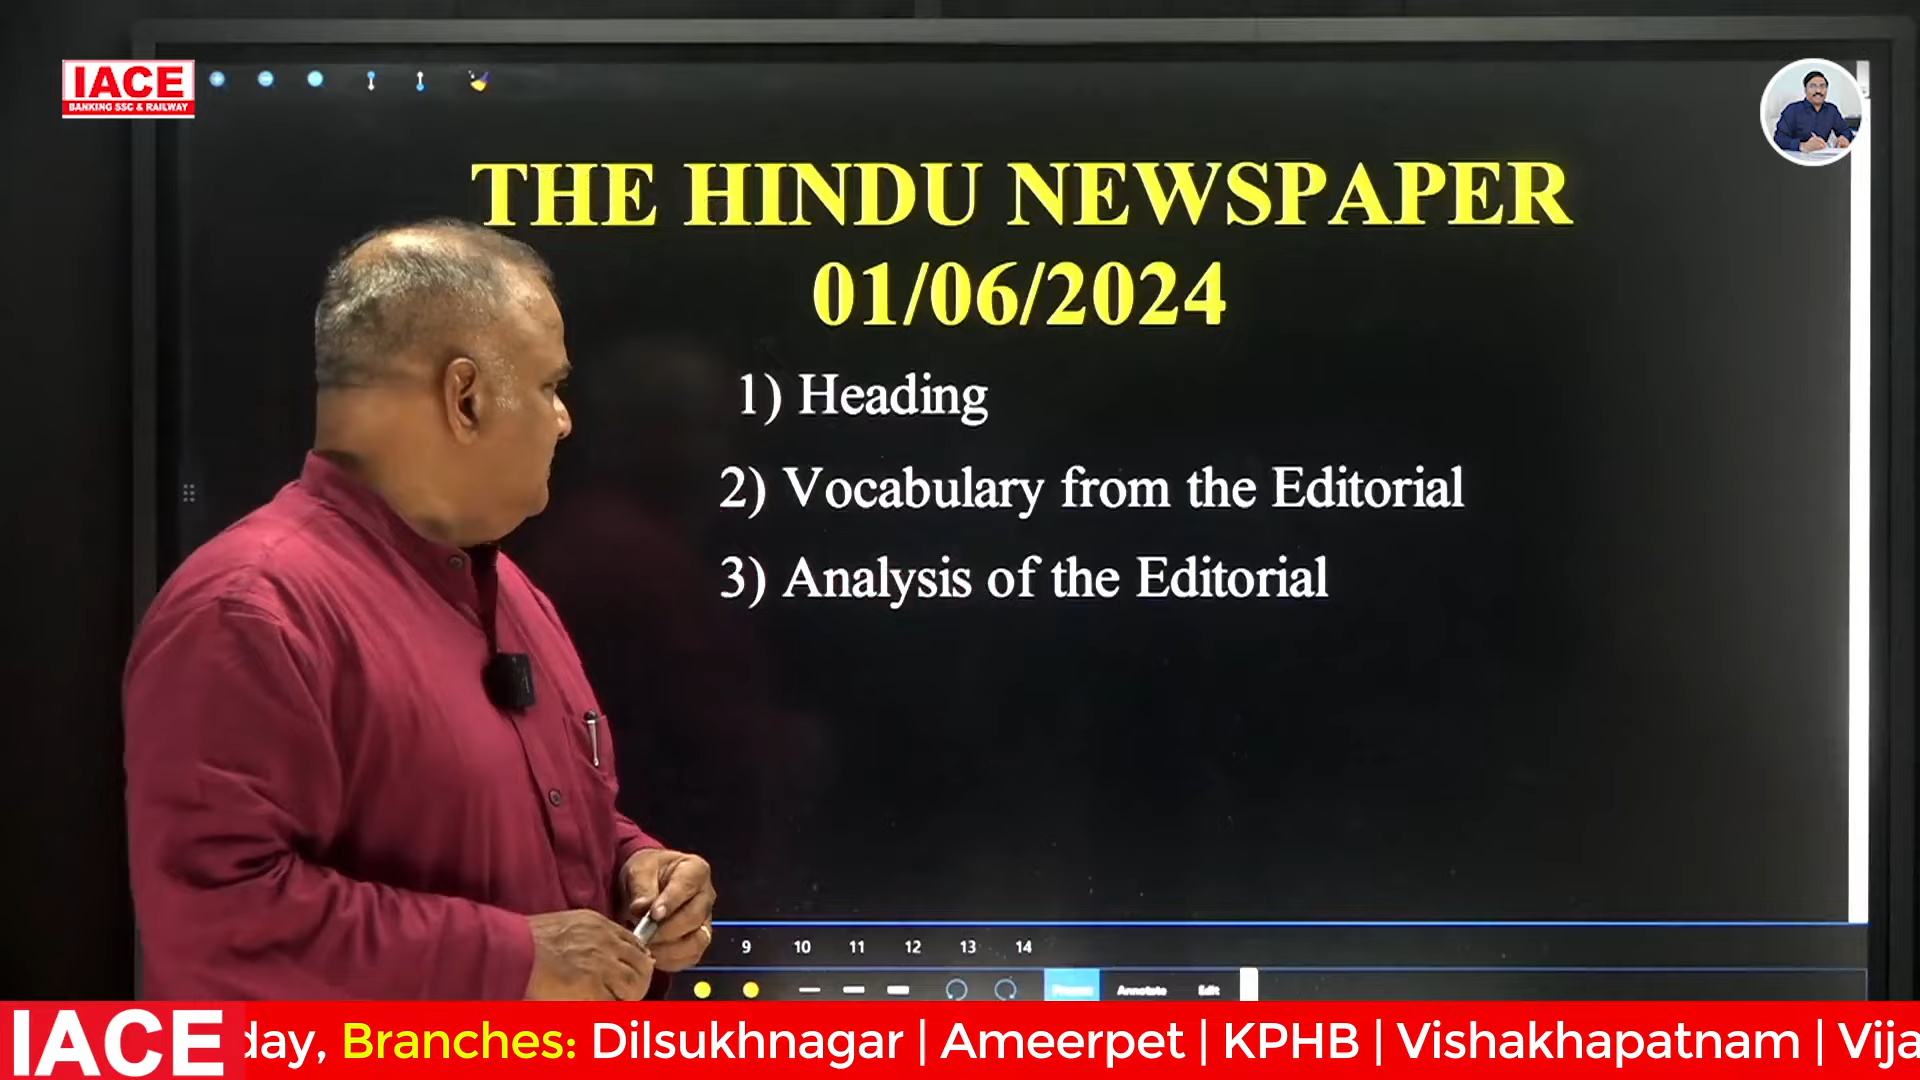 IACE
BANKING SSC & RAILWAY
THE HINDU NEWSPAPER
01/06/2024
1) Heading
2) Vocabulary from the Editorial
3) Analysis of the Editorial
9 10 11 12 13 14
Annotate Edit
IACE day, Branches: Dilsukhnagar | Ameerpet | KPHB | Vishakhapatnam | Vija